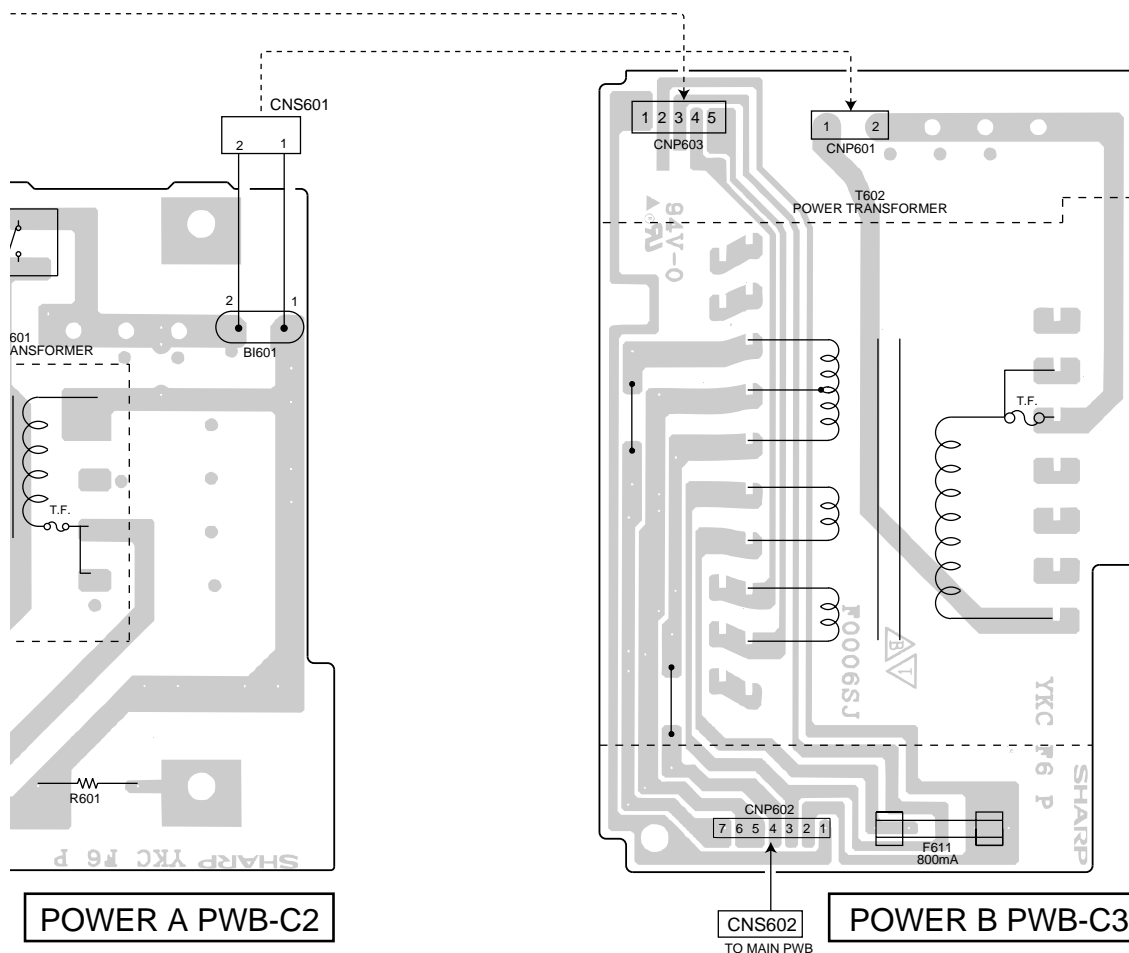 CNS601
2 1
2 1
BI601
601
ANSFORMER
T.F.
R601
SHARP YKC F6 P
POWER A PWB-C2
1 2 3 4 5
CNP603
1 2
CNP601
T602
POWER TRANSFORMER
94V-0
T.F.
F0006SJ
B
T
YKC F6 P
SHARP
CNP602
7 6 5 4 3 2 1
F611
800mA
CNS602
TO MAIN PWB
POWER B PWB-C3